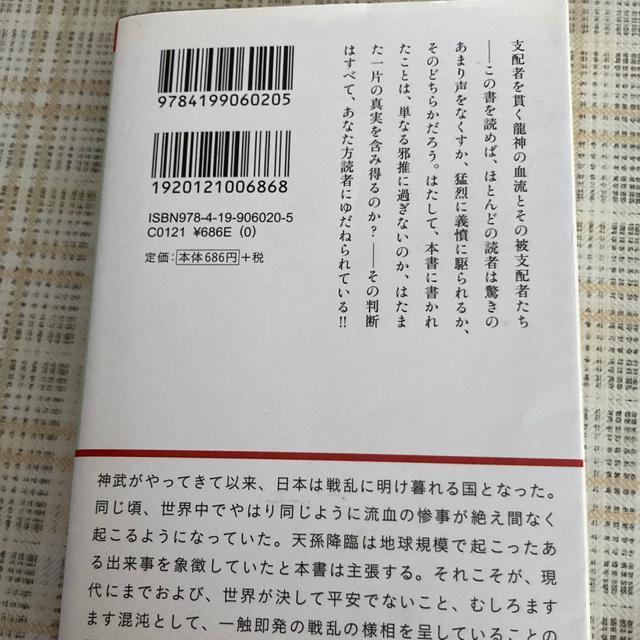 支配者を貫く龍神の血流とその被支配者たち
──この書を読めば、ほとんどの読者は驚きの
あまり声をなくすか、猛烈に義憤に駆られるか、
そのどちらかだろう。はたして、本書に書かれ
たことは、単なる邪推に過ぎないのか、はたま
た一片の真実を含み得るのか？──その判断
はすべて、あなた方読者にゆだねられている!!
9784199060205
1920121006868
ISBN978-4-19-906020-5
C0121 ¥686E (0)
定価：本体686円+税
神武がやってきて以来、日本は戦乱に明け暮れる国となった。
同じ頃、世界中でやはり同じように流血の惨事が絶え間なく
起こるようになっていた。天孫降臨は地球規模で起こったあ
る出来事を象徴していたと本書は主張する。それこそが、現
代にまでおよび、世界が決して平安でないこと、むしろます
ます混沌として、一触即発の戦乱の様相を呈していることの